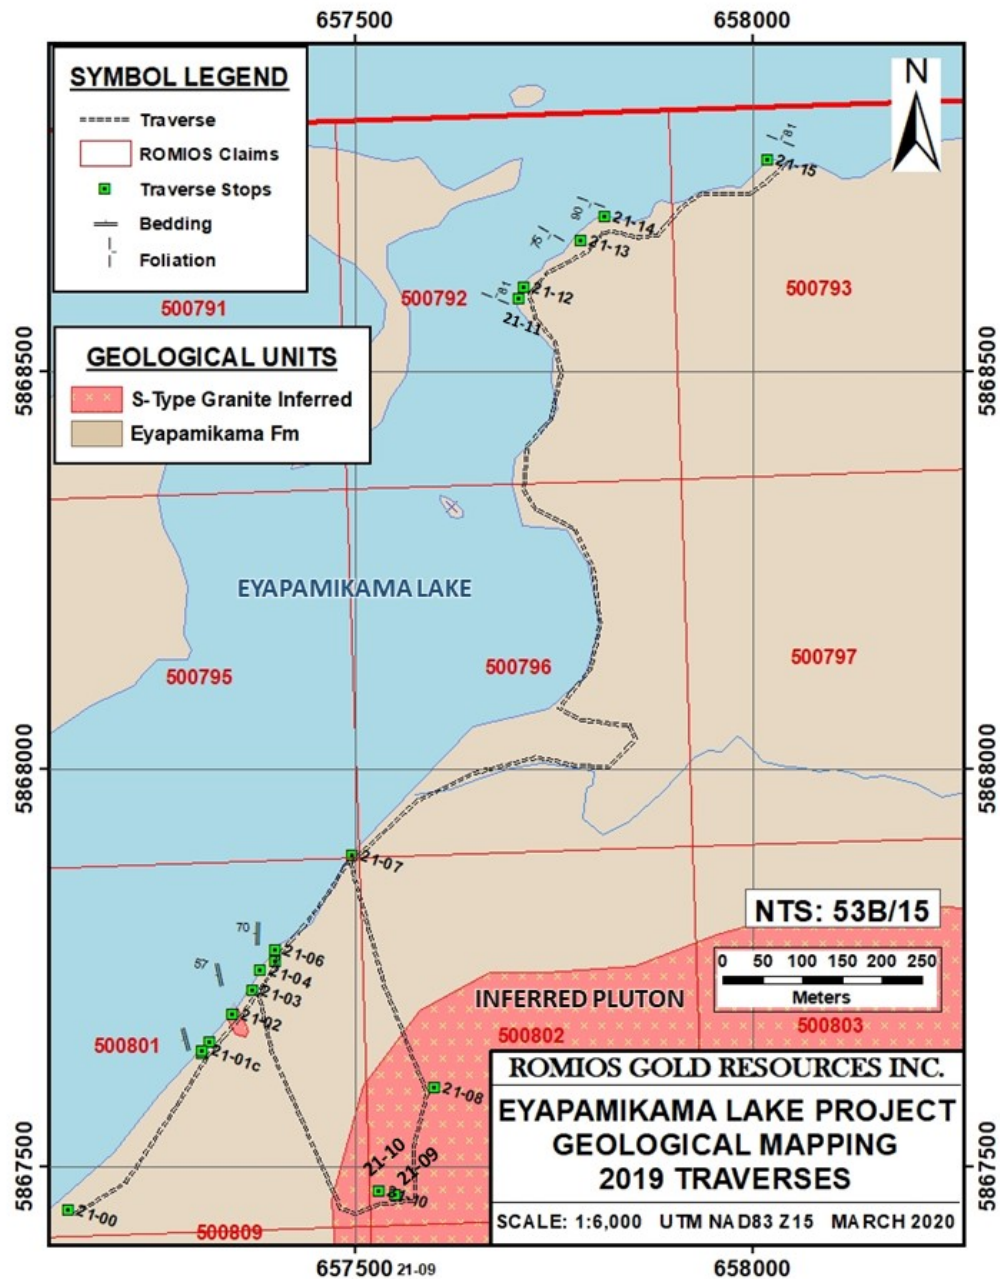 657500
658000
SYMBOL LEGEND
Traverse
ROMIOS Claims
Traverse Stops
Bedding
Foliation
N
81
21-15
90
21-14
75
21-13
500791
500792
500793
81
21-12
21-11
GEOLOGICAL UNITS
S-Type Granite Inferred
Eyapamikama Fm
5868500
5868500
EYAPAMIKAMA LAKE
500795
500796
500797
5868000
5868000
21-07
NTS: 53B/15
70
21-06
57
21-04
21-03
21-02
21-01c
0 50 100 150 200 250
Meters
INFERRED PLUTON
500801
500802
500803
21-08
ROMIOS GOLD RESOURCES INC.
EYAPAMIKAMA LAKE PROJECT
GEOLOGICAL MAPPING
2019 TRAVERSES
SCALE: 1:6,000 UTM NAD83 Z15 MARCH 2020
5867500
5867500
21-10
21-09
21-00
500809
657500
21-09
658000